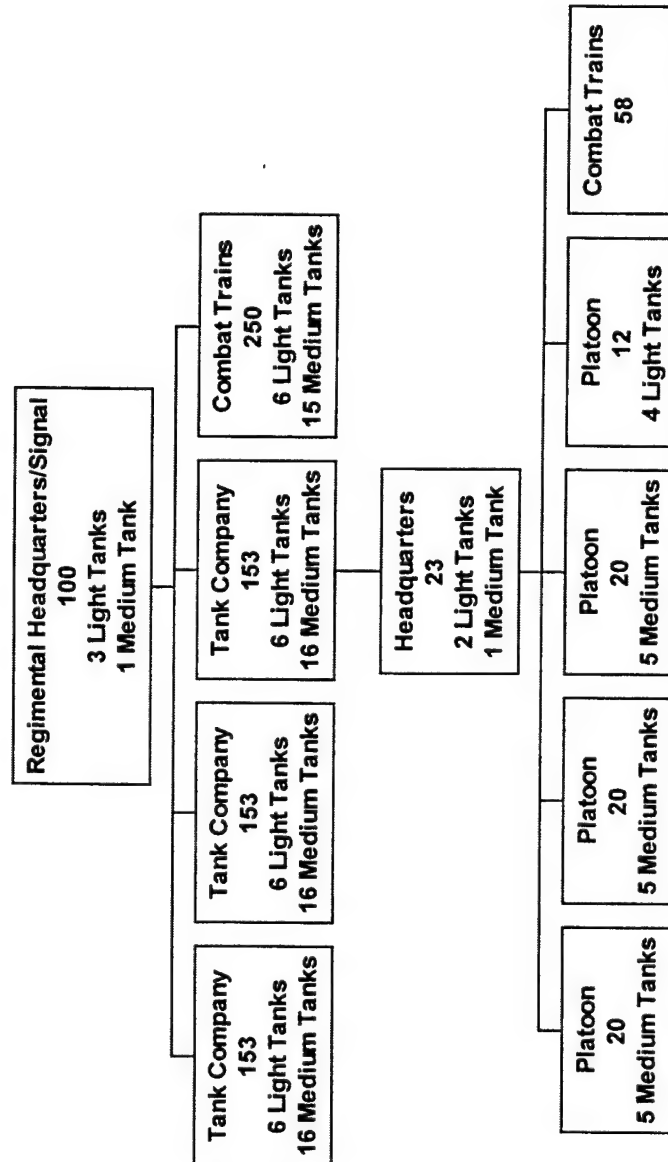 Regimental Headquarters/Signal
100
3 Light Tanks
1 Medium Tank
Tank Company
153
6 Light Tanks
16 Medium Tanks
Tank Company
153
6 Light Tanks
16 Medium Tanks
Tank Company
153
6 Light Tanks
16 Medium Tanks
Combat Trains
250
6 Light Tanks
15 Medium Tanks
Headquarters
23
2 Light Tanks
1 Medium Tank
Platoon
20
5 Medium Tanks
Platoon
20
5 Medium Tanks
Platoon
20
5 Medium Tanks
Platoon
12
4 Light Tanks
Combat Trains
58